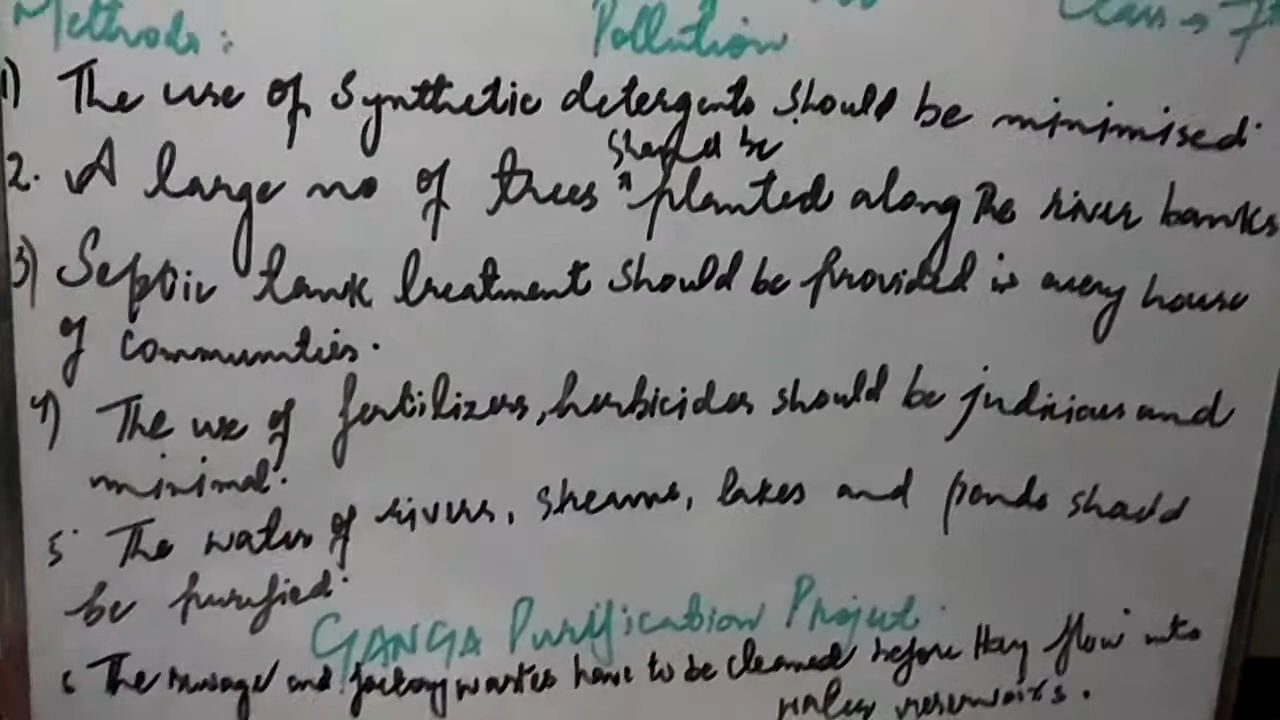 Methods: Pollution Class → 7
1) The use of Synthetic detergents should be minimised.
should be
2. A large no of trees ^ planted along the river banks
3) Septic tank treatment should be provided in every house
of communities.
4) The use of fertilizers, herbicides should be judicious and
minimal.
5. The water of rivers, streams, lakes and ponds should
be purified.
GANGA Purification Project.
6 The sewage and factory wastes have to be cleaned before they flow into
water reservoirs.